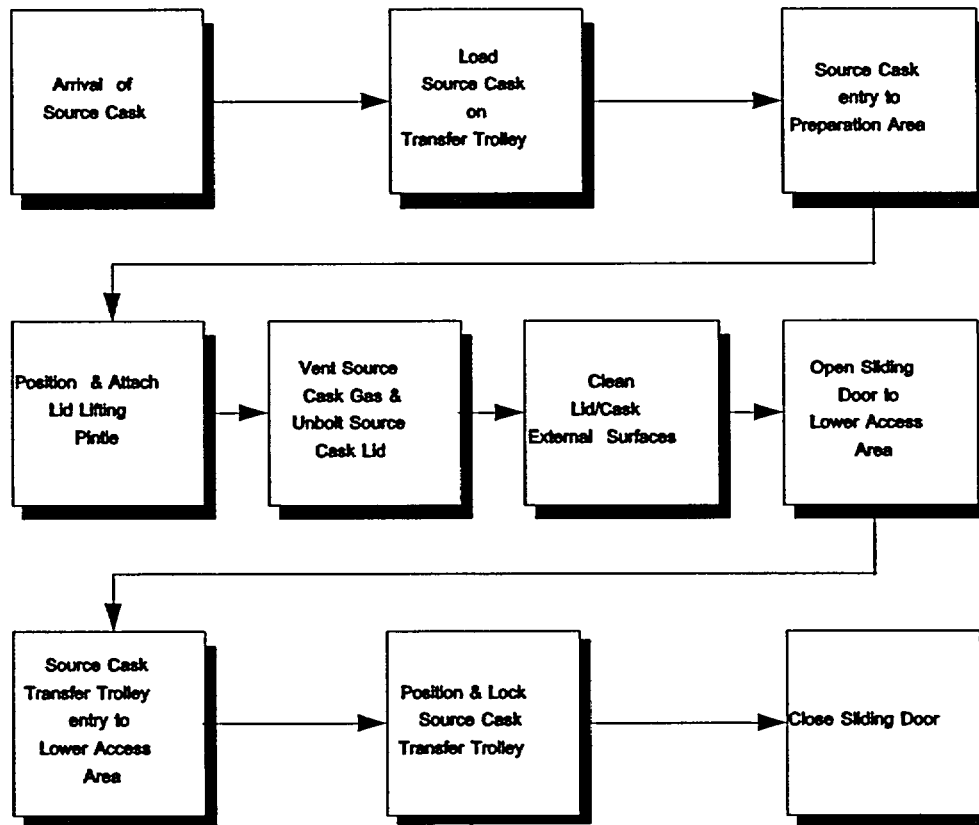 Arrival of
Source Cask
Load
Source Cask
on
Transfer Trolley
Source Cask
entry to
Preparation Area
Position & Attach
Lid Lifting
Pintle
Vent Source
Cask Gas &
Unbolt Source
Cask Lid
Clean
Lid/Cask
External Surfaces
Open Sliding
Door to
Lower Access
Area
Source Cask
Transfer Trolley
entry to
Lower Access
Area
Position & Lock
Source Cask
Transfer Trolley
Close Sliding Door